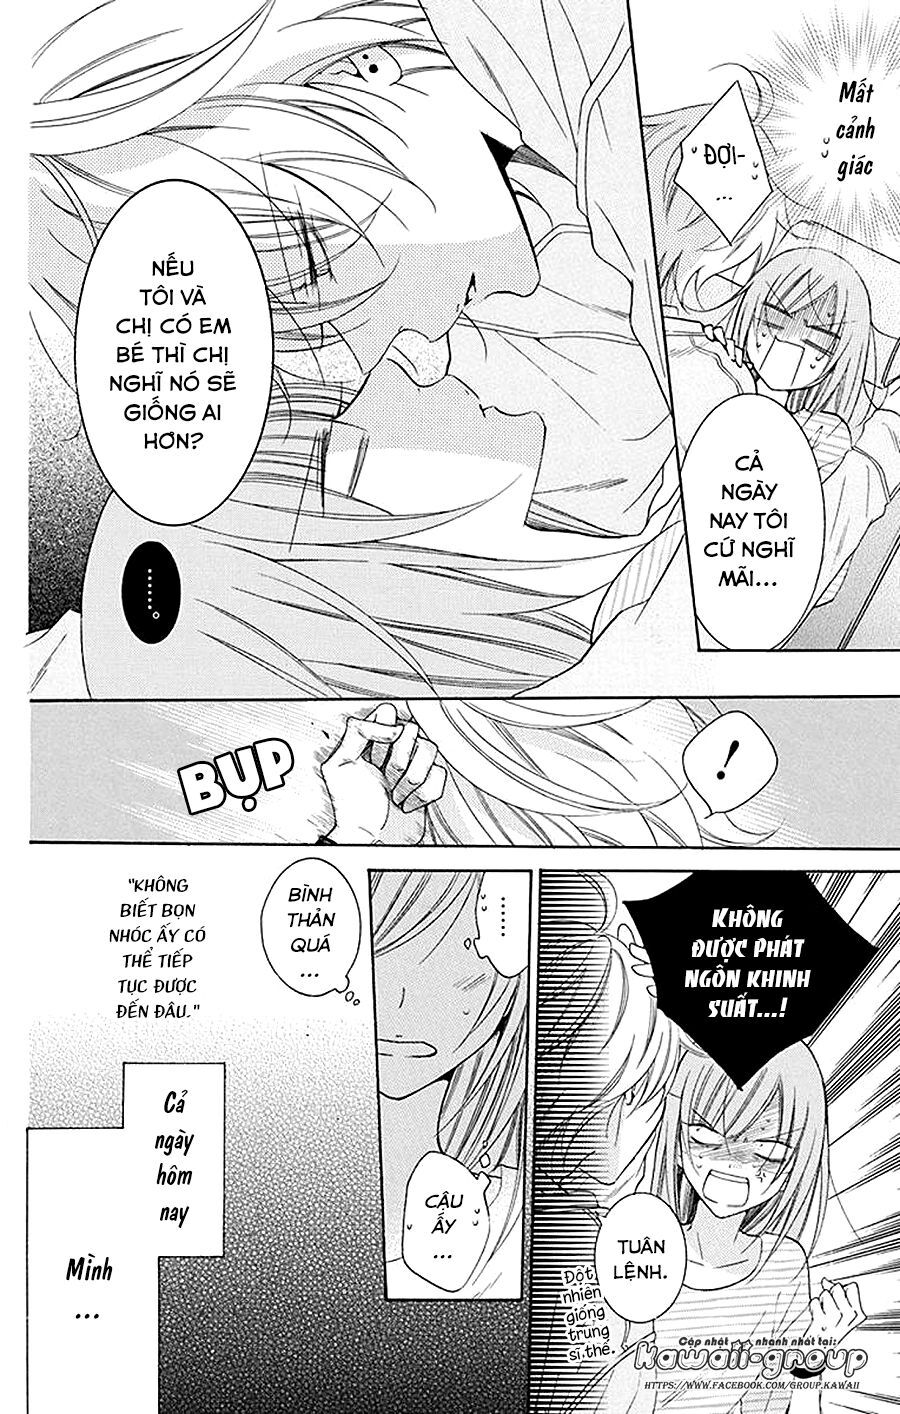 Mất
cảnh
giác
ĐỢI-
...
CẢ
NGÀY
NAY TÔI
CỨ NGHĨ
MÃI...
NẾU
TÔI VÀ
CHỊ CÓ EM
BÉ THÌ CHỊ
NGHĨ NÓ SẼ
GIỐNG AI
HƠN?
.......。
!
BỤP
KHÔNG
ĐƯỢC PHÁT
NGÔN KHINH
SUẤT...!
TUÂN
LỆNH.
Đột
nhiên
giống
trung
sĩ thế.
......
BÌNH
THẢN
QUÁ
...
CẬU
ẤY
...
"KHÔNG
BIẾT BỌN
NHÓC ẤY CÓ
THỂ TIẾP
TỤC ĐƯỢC
ĐẾN ĐÂU."
Cả
ngày
hôm
nay
Mình
...
Cập nhật nhanh nhất tại:
kawaii-group
HTTPS://WWW.FACEBOOK.COM/GROUP.KAWAII